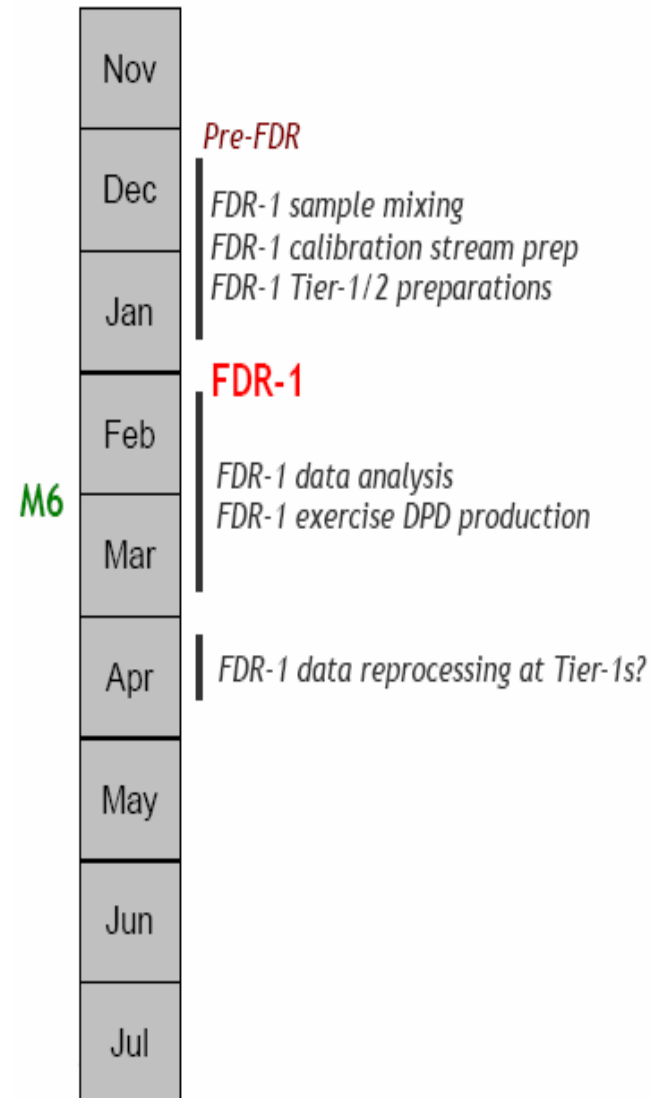 Nov
Pre-FDR
Dec
FDR-1 sample mixing
FDR-1 calibration stream prep
FDR-1 Tier-1/2 preparations
Jan
FDR-1
Feb
FDR-1 data analysis
M6
FDR-1 exercise DPD production
Mar
Apr
FDR-1 data reprocessing at Tier-1s?
May
Jun
Jul